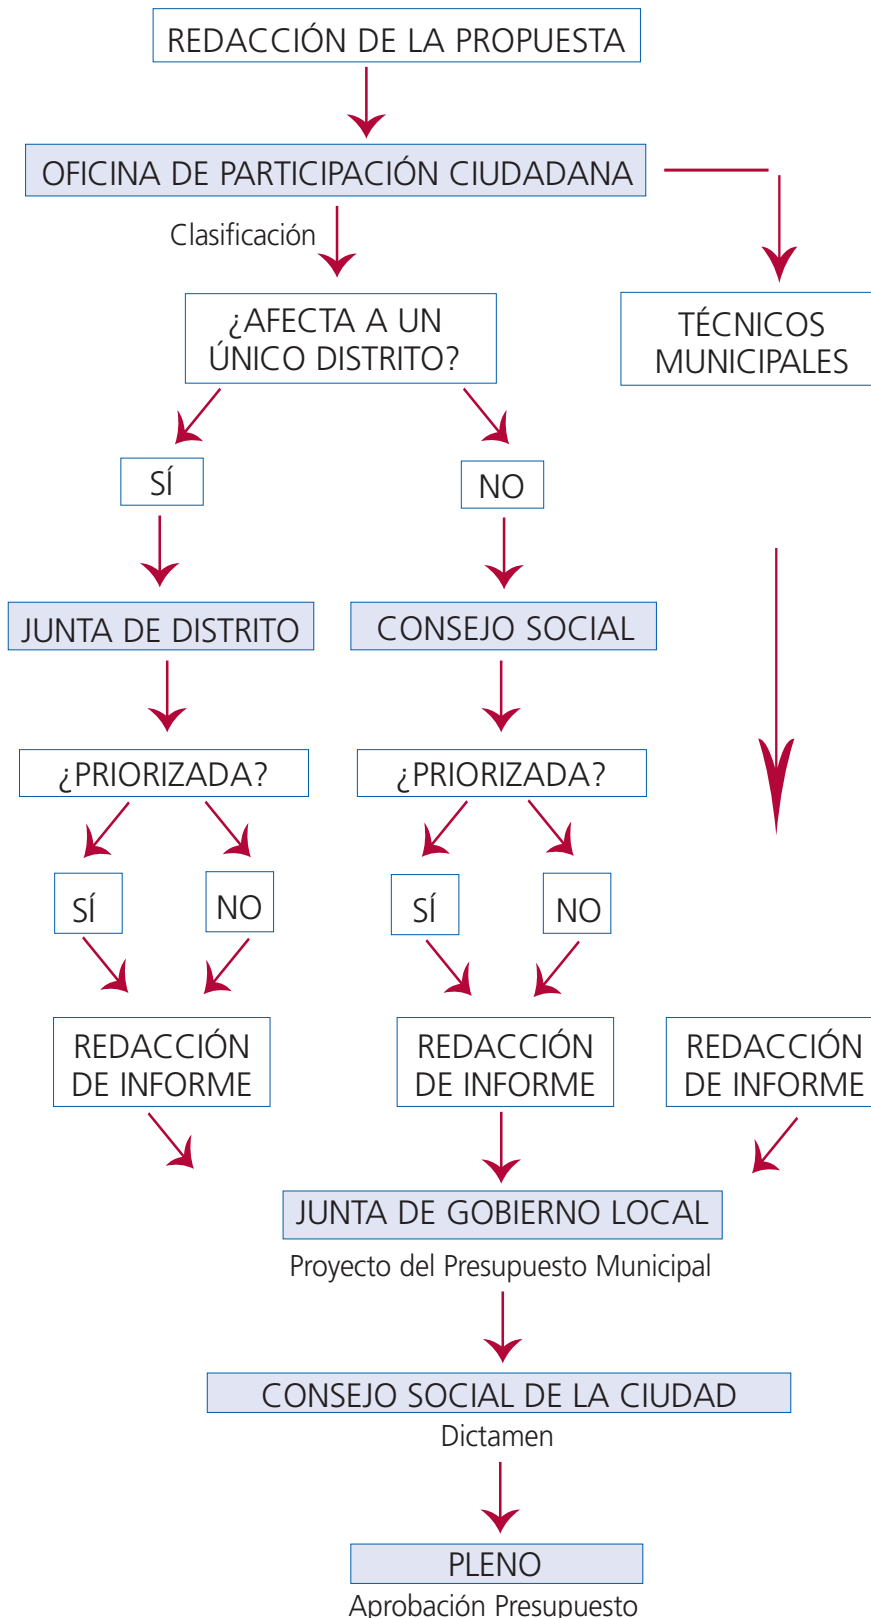 REDACCIÓN DE LA PROPUESTA
OFICINA DE PARTICIPACIÓN CIUDADANA
Clasificación
¿AFECTA A UN
ÚNICO DISTRITO?
TÉCNICOS
MUNICIPALES
SÍ
NO
JUNTA DE DISTRITO
CONSEJO SOCIAL
¿PRIORIZADA?
¿PRIORIZADA?
SÍ
NO
SÍ
NO
REDACCIÓN
DE INFORME
REDACCIÓN
DE INFORME
REDACCIÓN
DE INFORME
JUNTA DE GOBIERNO LOCAL
Proyecto del Presupuesto Municipal
CONSEJO SOCIAL DE LA CIUDAD
Dictamen
PLENO
Aprobación Presupuesto